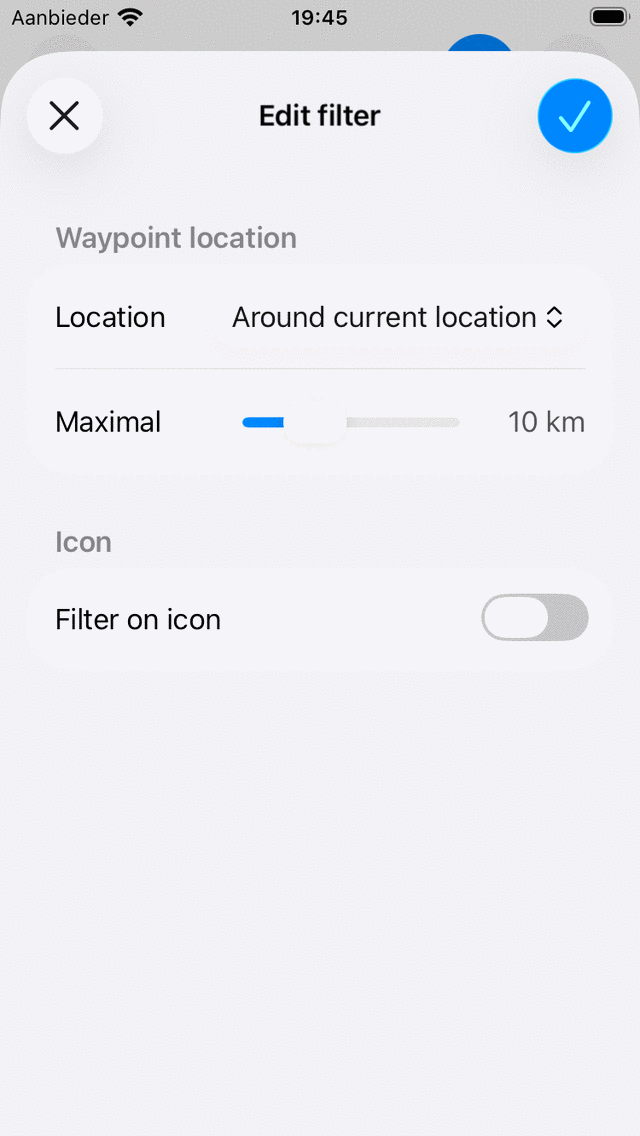 Aanbieder 19:45
Edit filter
Waypoint location
Location Around current location
Maximal 10 km
Icon
Filter on icon